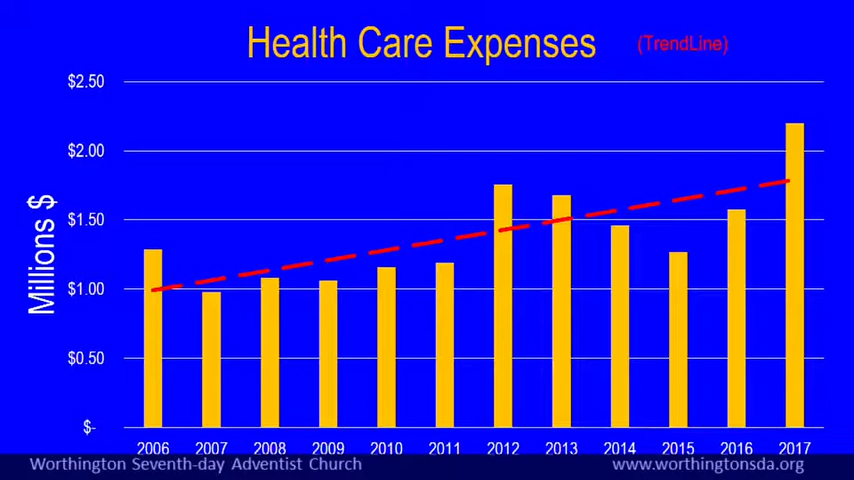 Health Care Expenses
(TrendLine)
Millions $
$2.50
$2.00
$1.50
$1.00
$0.50
$-
2006 2007 2008 2009 2010 2011 2012 2013 2014 2015 2016 2017
Worthington Seventh-day Adventist Church
www.worthingtonsda.org